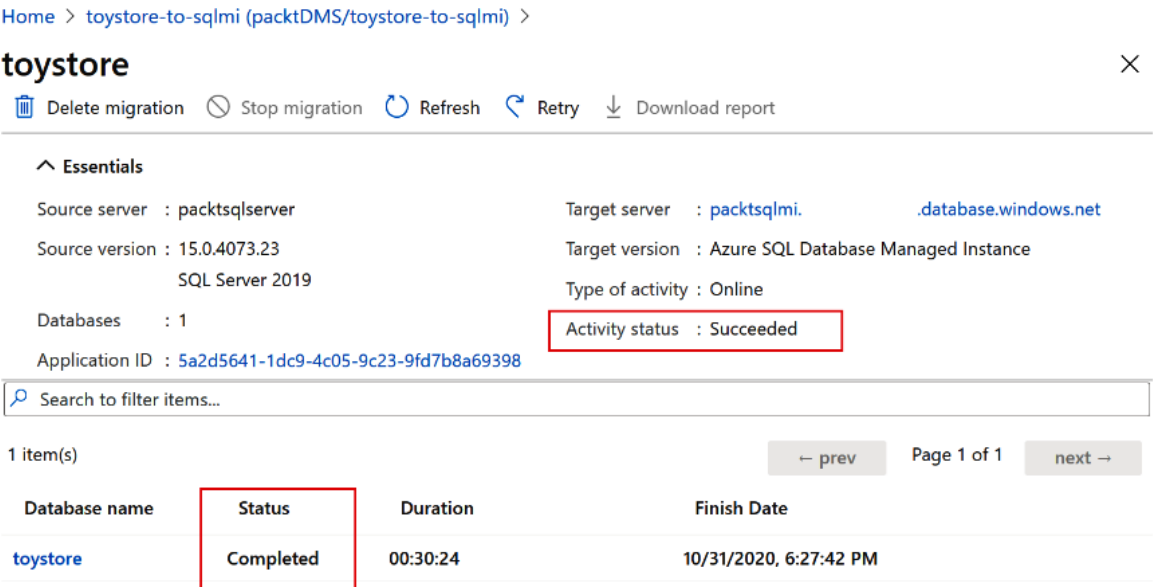 Home > toystore-to-sqlmi (packtDMS/toystore-to-sqlmi) >
toystore
Delete migration Stop migration Refresh Retry Download report
Essentials
Source server : packtsqlserver
Source version : 15.0.4073.23
SQL Server 2019
Databases : 1
Application ID : 5a2d5641-1dc9-4c05-9c23-9fd7b8a69398
Target server : packtsqlmi. .database.windows.net
Target version : Azure SQL Database Managed Instance
Type of activity : Online
Activity status : Succeeded
Search to filter items...
1 item(s) ← prev Page 1 of 1 next →
Database name Status Duration Finish Date
toystore Completed 00:30:24 10/31/2020, 6:27:42 PM